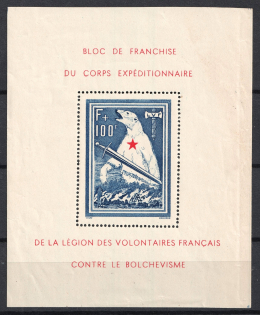 BLOC DE FRANCHISE
DU CORPS EXPÉDITIONNAIRE
F+
100F
LVF
DE LA LÉGION DES VOLONTAIRES FRANÇAIS
CONTRE LE BOLCHEVISME